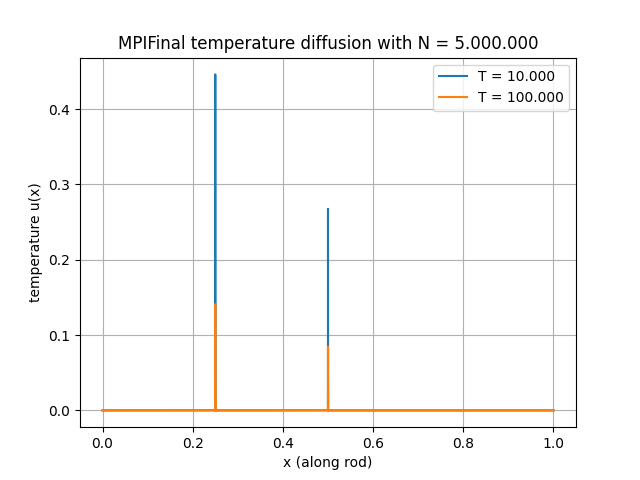 MPIFinal temperature diffusion with N = 5.000.000
T = 10.000
T = 100.000
temperature u(x)
0.4
0.3
0.2
0.1
0.0
0.0 0.2 0.4 0.6 0.8 1.0
x (along rod)